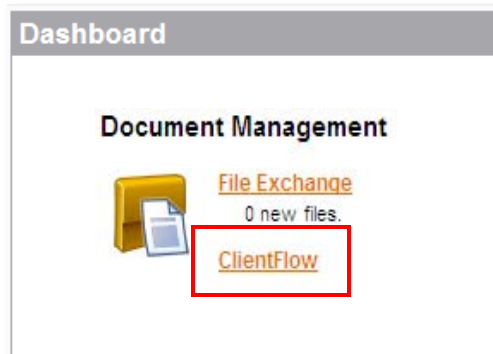 Dashboard
Document Management
File Exchange
0 new files.
ClientFlow